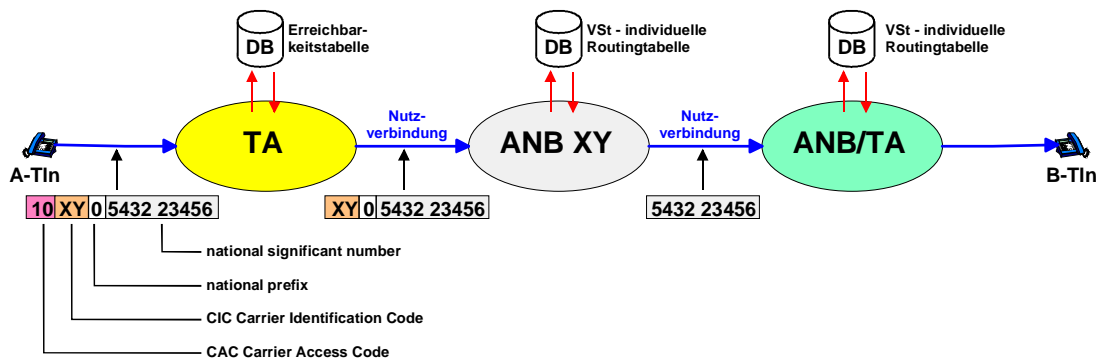 DB
Erreichbar-
keitstabelle
DB
VSt - individuelle
Routingtabelle
DB
VSt - individuelle
Routingtabelle
A-Tln
TA
Nutz-
verbindung
ANB XY
Nutz-
verbindung
ANB/TA
B-Tln
10 XY 0 5432 23456
XY 0 5432 23456
5432 23456
national significant number
national prefix
CIC Carrier Identification Code
CAC Carrier Access Code